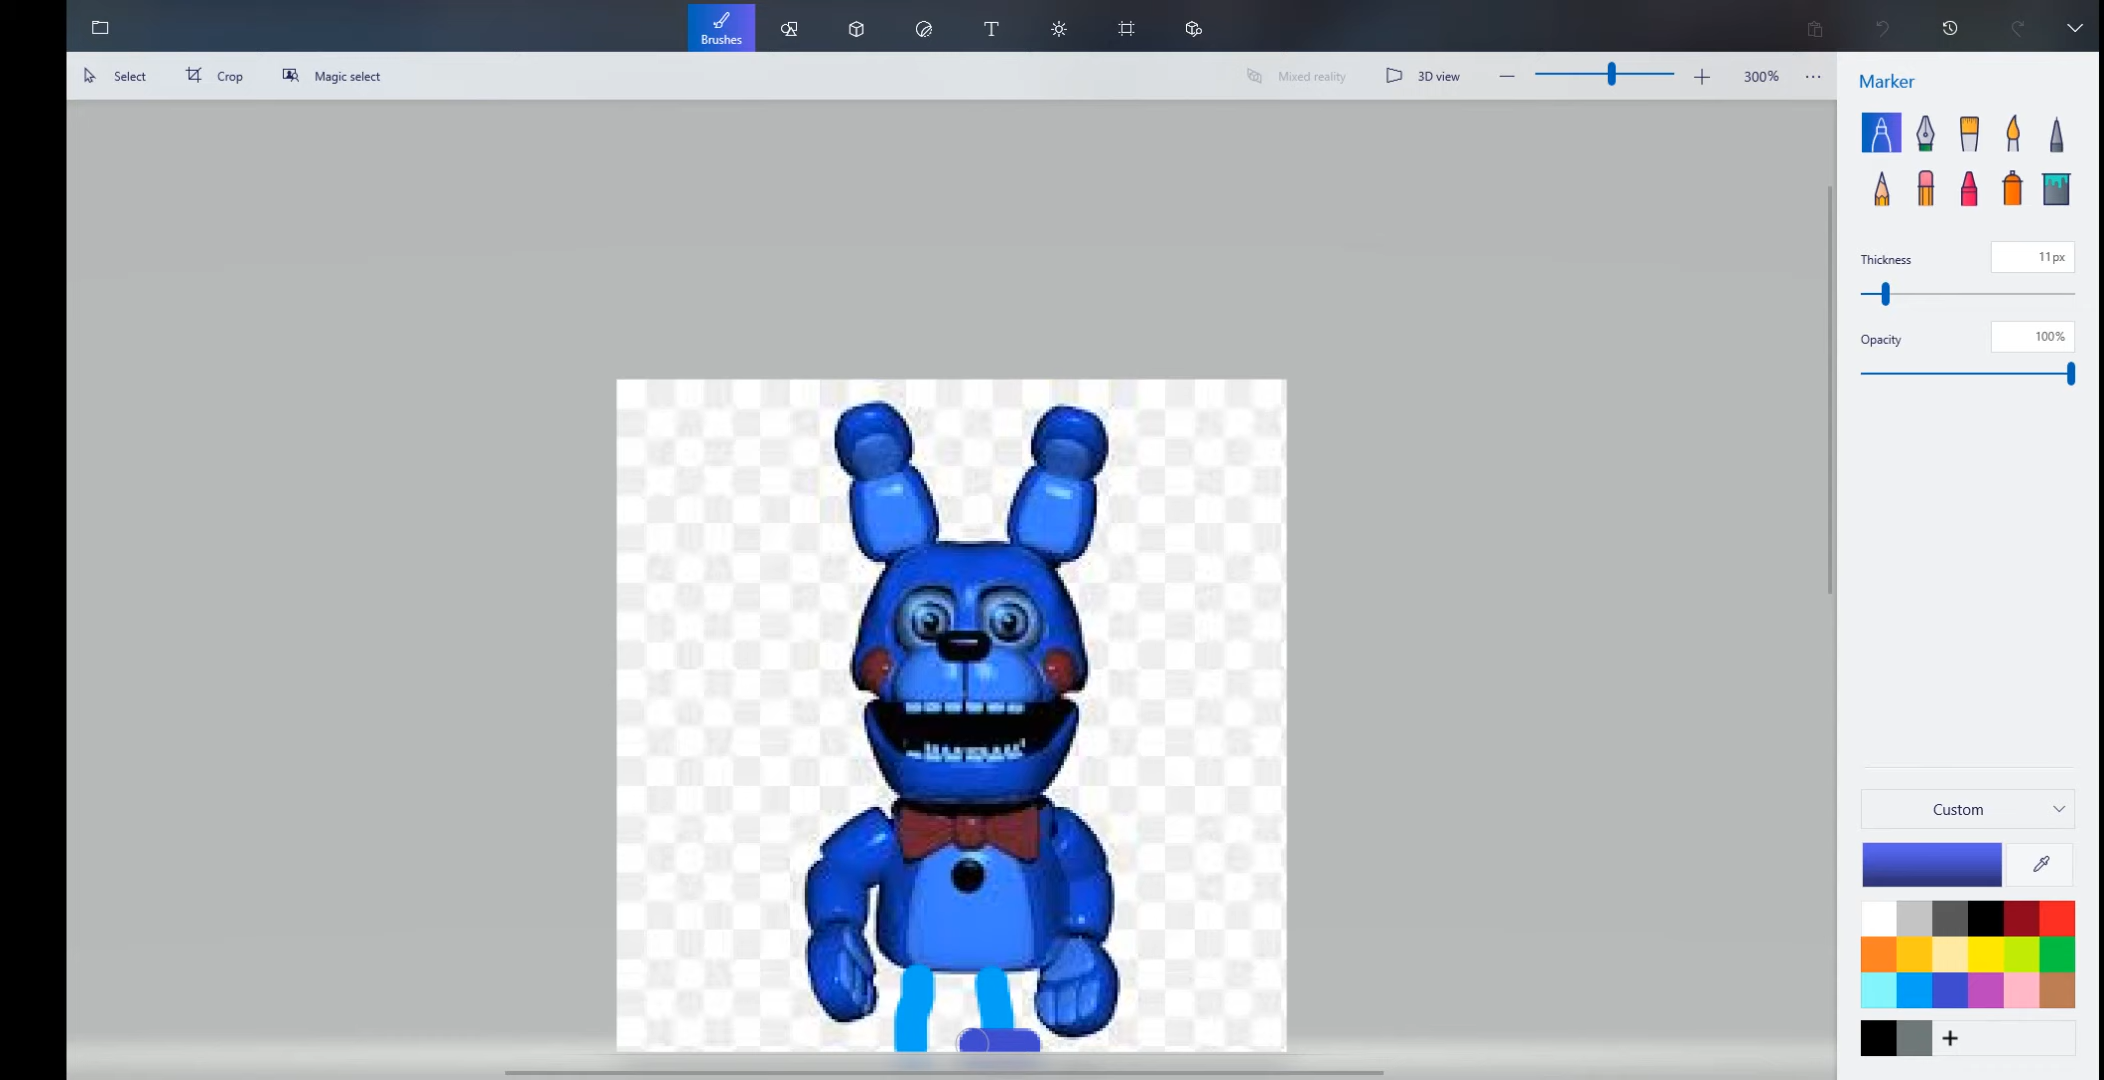 Brushes
Select
Crop
Magic select
Mixed reality
3D view
300%
Marker
Thickness
11px
Opacity
100%
Custom